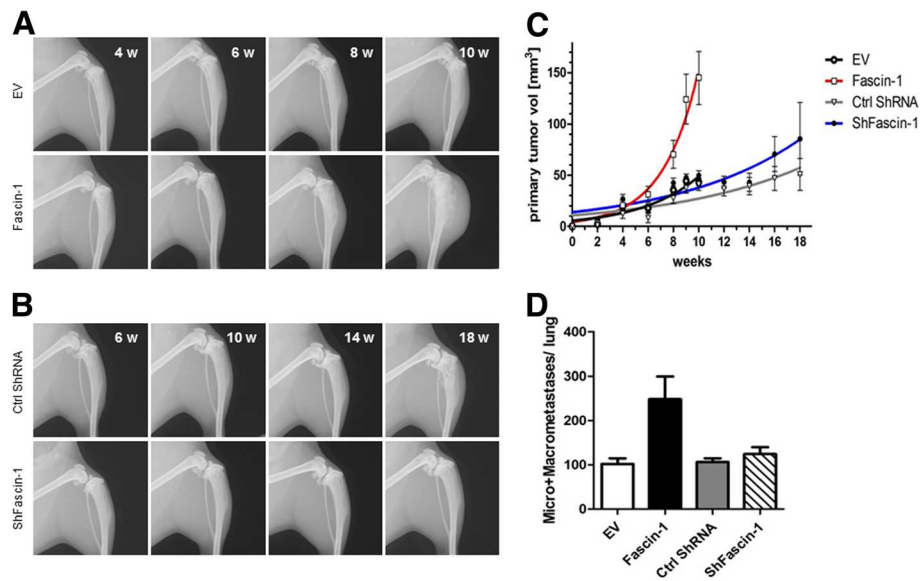 A
4 w
6 w
8 w
10 w
EV
Fascin-1
B
6 w
10 w
14 w
18 w
Ctrl ShRNA
ShFascin-1
C
primary tumor vol [mm³]
150
100
50
0
0 2 4 6 8 10 12 14 16 18
weeks
EV
Fascin-1
Ctrl ShRNA
ShFascin-1
D
Micro+Macrometastases/ lung
400
300
200
100
0
EV
Fascin-1
Ctrl ShRNA
ShFascin-1